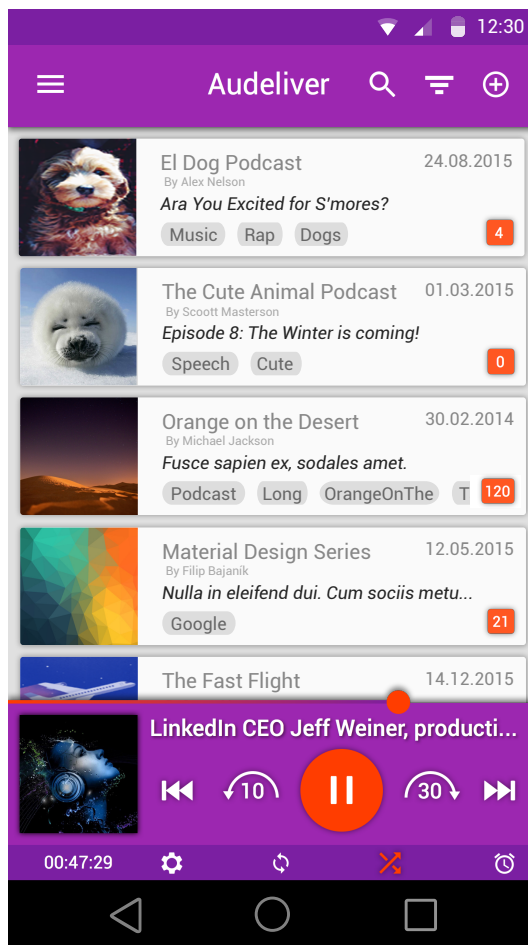 12:30
Audeliver
El Dog Podcast
24.08.2015
By Alex Nelson
Ara You Excited for S'mores?
Music Rap Dogs
4
The Cute Animal Podcast
01.03.2015
By Scoott Masterson
Episode 8: The Winter is coming!
Speech Cute
0
Orange on the Desert
30.02.2014
By Michael Jackson
Fusce sapien ex, sodales amet.
Podcast Long OrangeOnThe T
120
Material Design Series
12.05.2015
By Filip Bajaník
Nulla in eleifend dui. Cum sociis metu...
Google
21
The Fast Flight
14.12.2015
LinkedIn CEO Jeff Weiner, producti...
10
30
00:47:29